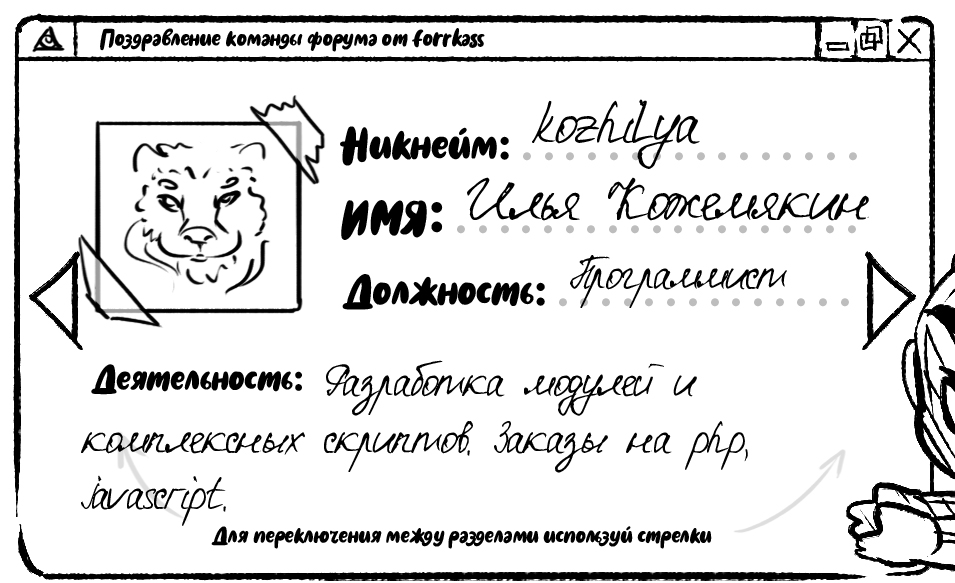 Поздравление команды форума от forrkass
Никнейм: kozhilya
ИМЯ: Илья Кожемякин
Должность: Программист
Деятельность: Разработка модулей и
комплексных скриптов. Заказы на php,
javascript.
Для переключения между разделами используй стрелки